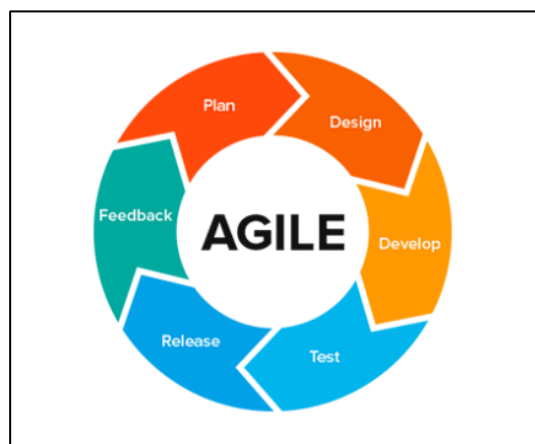 Plan
Design
Feedback
AGILE
Develop
Release
Test